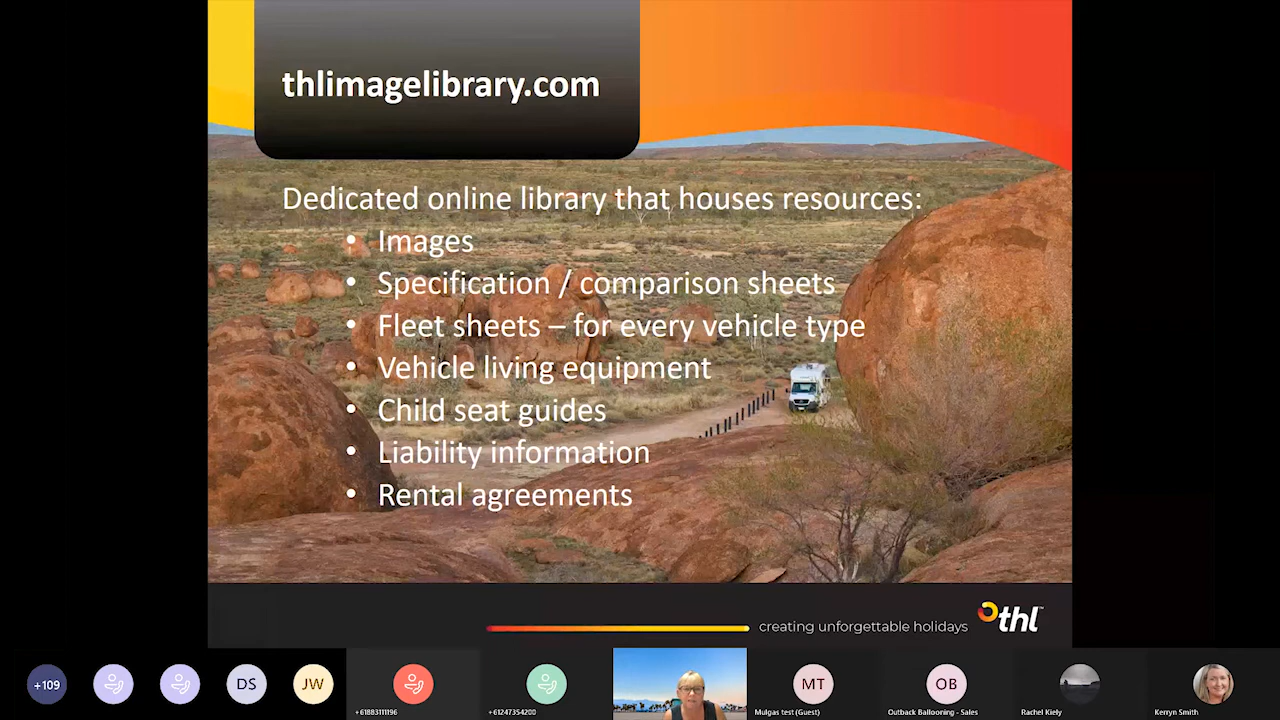 thlimagelibrary.com
Dedicated online library that houses resources:
• Images
• Specification / comparison sheets
• Fleet sheets – for every vehicle type
• Vehicle living equipment
• Child seat guides
• Liability information
• Rental agreements
creating unforgettable holidays
thl™
+109
DS
JW
+61883111196
+61247354200
MT
Mulgas test (Guest)
OB
Outback Ballooning - Sales
Rachel Kiely
Kerryn Smith